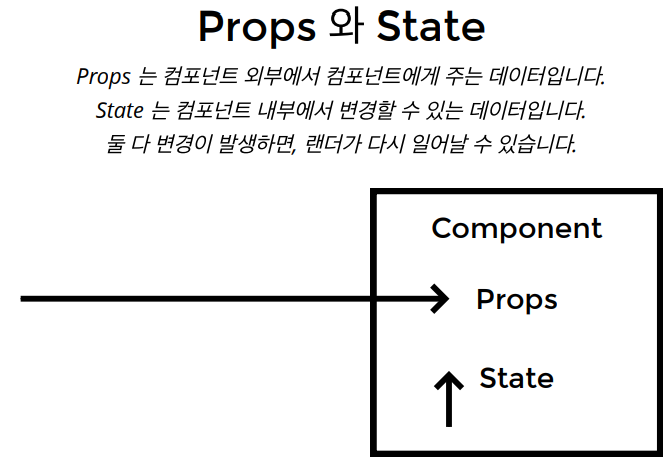 Props 와 State
Props 는 컴포넌트 외부에서 컴포넌트에게 주는 데이터입니다.
State 는 컴포넌트 내부에서 변경할 수 있는 데이터입니다.
둘 다 변경이 발생하면, 랜더가 다시 일어날 수 있습니다.
Component
Props
State